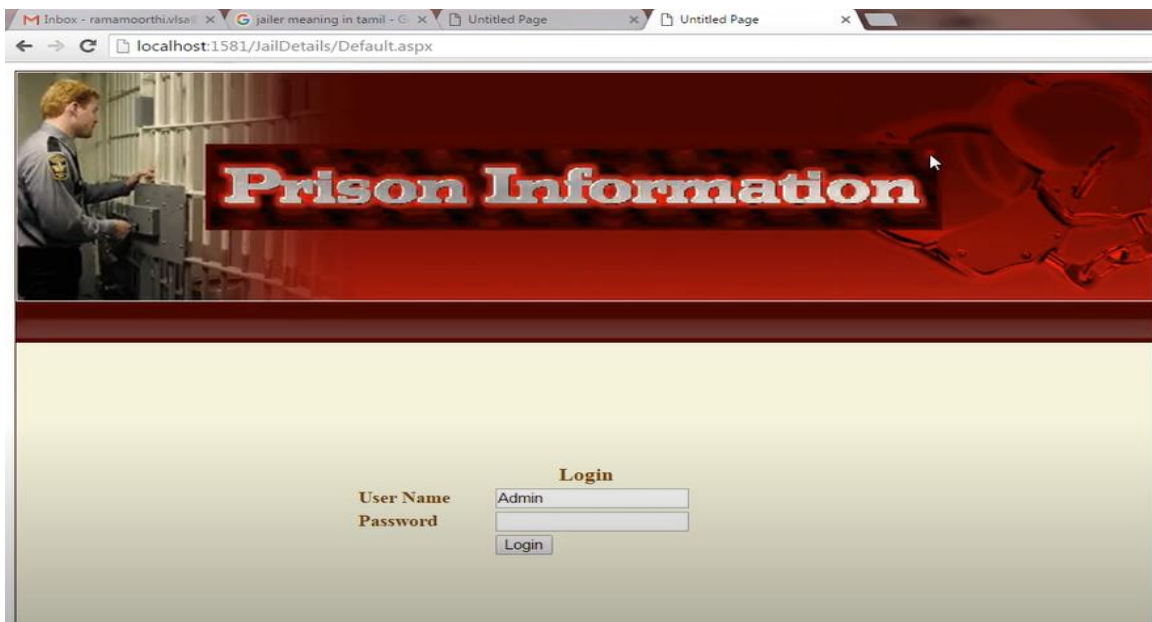 Inbox - ramamoorthi.vlsa
jailer meaning in tamil - G
Untitled Page
Untitled Page
localhost:1581/JailDetails/Default.aspx
Prison Information
Login
User Name Admin
Password
Login